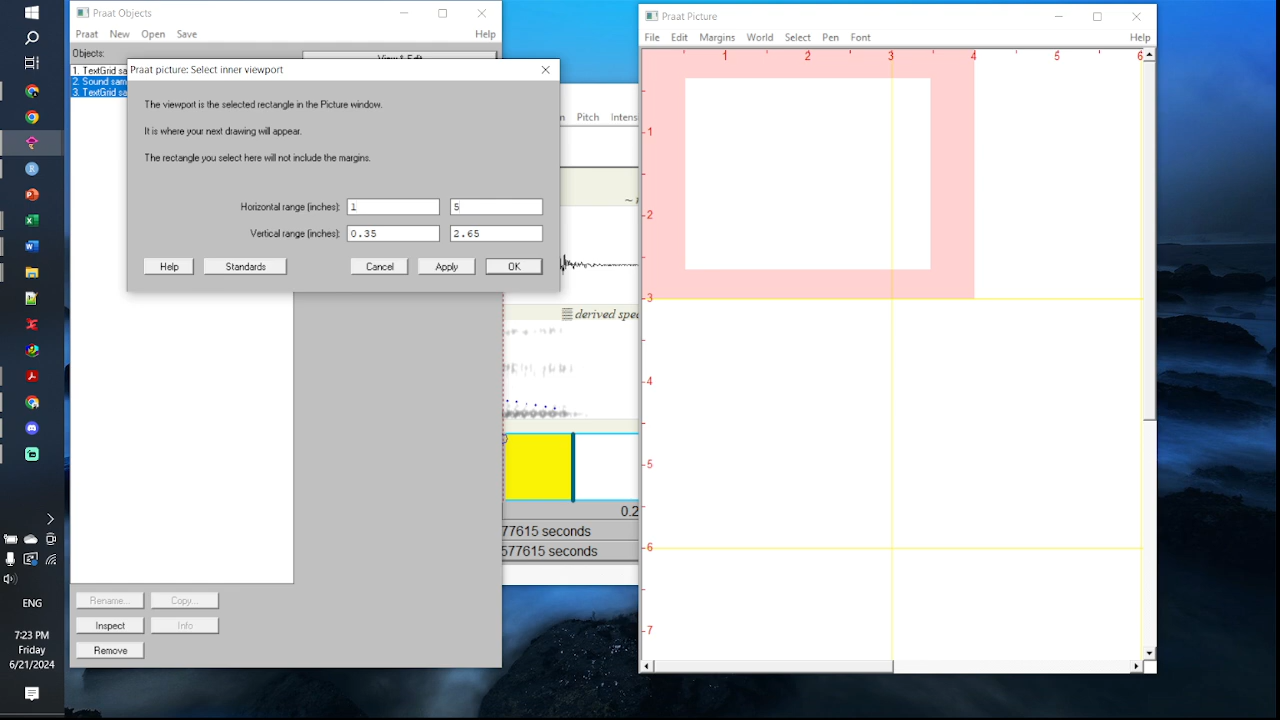 Praat Objects
Praat New Open Save Help
Objects:
1. TextGrid sa
2. Sound sam
3. TextGrid sa
View & Edit
Praat picture: Select inner viewport
The viewport is the selected rectangle in the Picture window.
It is where your next drawing will appear.
The rectangle you select here will not include the margins.
Horizontal range (inches): 1 5
Vertical range (inches): 0.35 2.65
Help Standards Cancel Apply OK
Pitch Intens
derived spec
0.2
77615 seconds
577615 seconds
Rename... Copy...
Inspect Info
Remove
Praat Picture
File Edit Margins World Select Pen Font Help
1 2 3 4 5 6
1
2
3
4
5
6
7
ENG
7:23 PM
Friday
6/21/2024